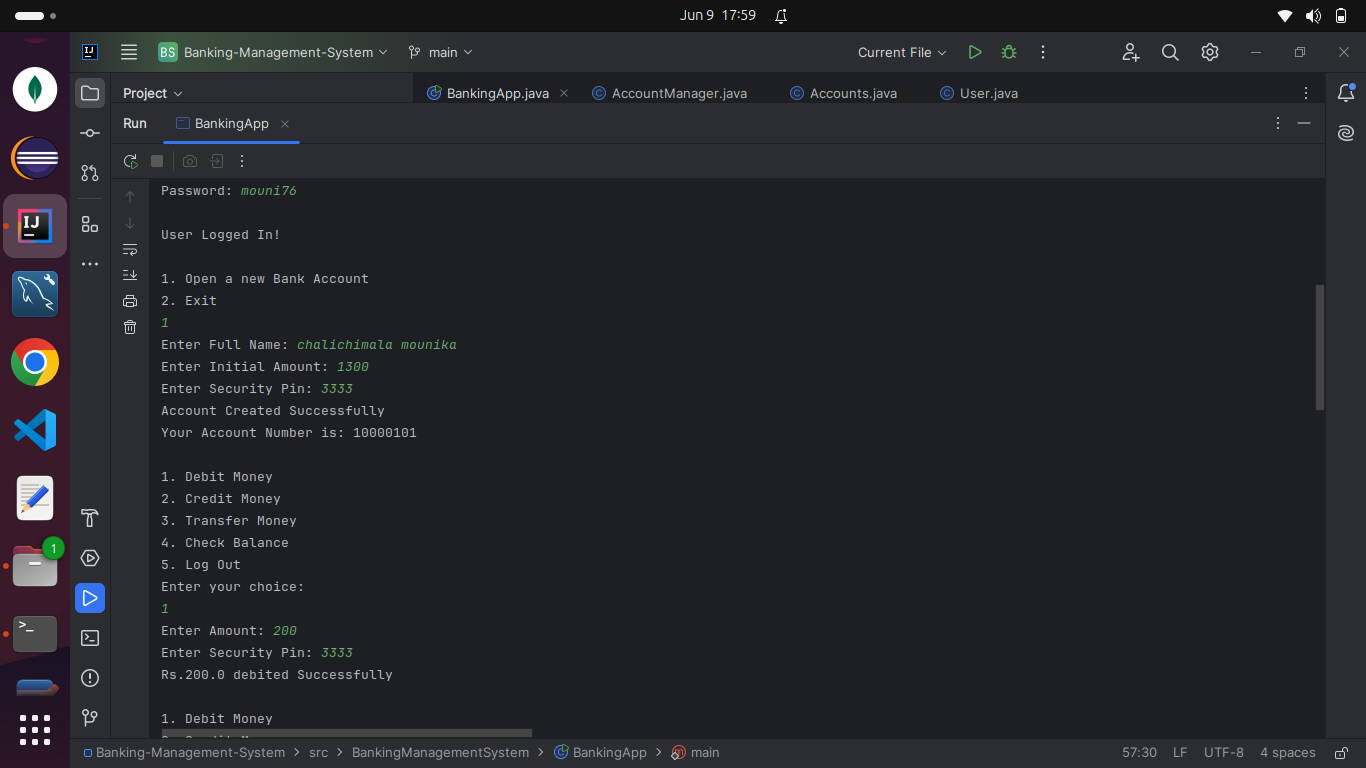 Jun 9 17:59
BS Banking-Management-System main Current File
Project BankingApp.java AccountManager.java Accounts.java User.java
Run BankingApp
Password: mouni76
User Logged In!
1. Open a new Bank Account
2. Exit
1
Enter Full Name: chalichimala mounika
Enter Initial Amount: 1300
Enter Security Pin: 3333
Account Created Successfully
Your Account Number is: 10000101
1. Debit Money
2. Credit Money
3. Transfer Money
4. Check Balance
5. Log Out
Enter your choice:
1
Enter Amount: 200
Enter Security Pin: 3333
Rs.200.0 debited Successfully
1. Debit Money
Banking-Management-System > src > BankingManagementSystem > BankingApp > main 57:30 LF UTF-8 4 spaces
IJ
IJ
1
>_